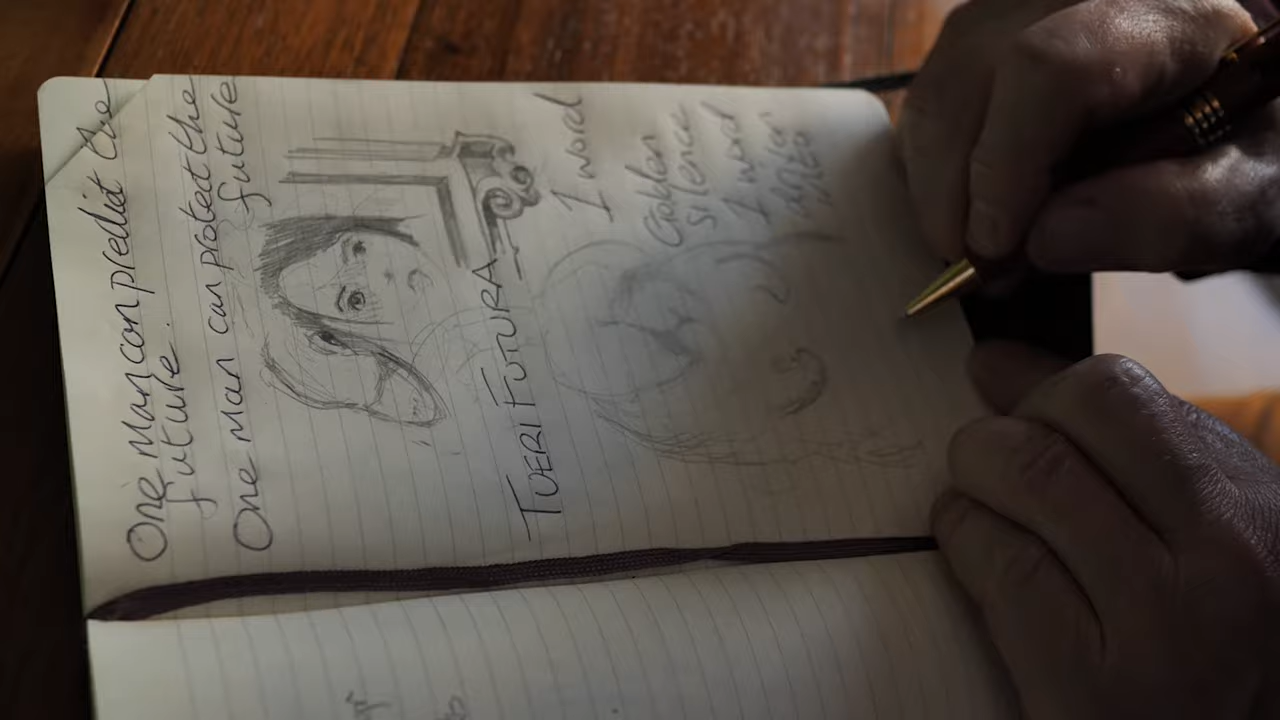 One Man can predict the
future.
One Man can protect the
future
TUERI FUTURA
1 word
Golden
silence
1 word